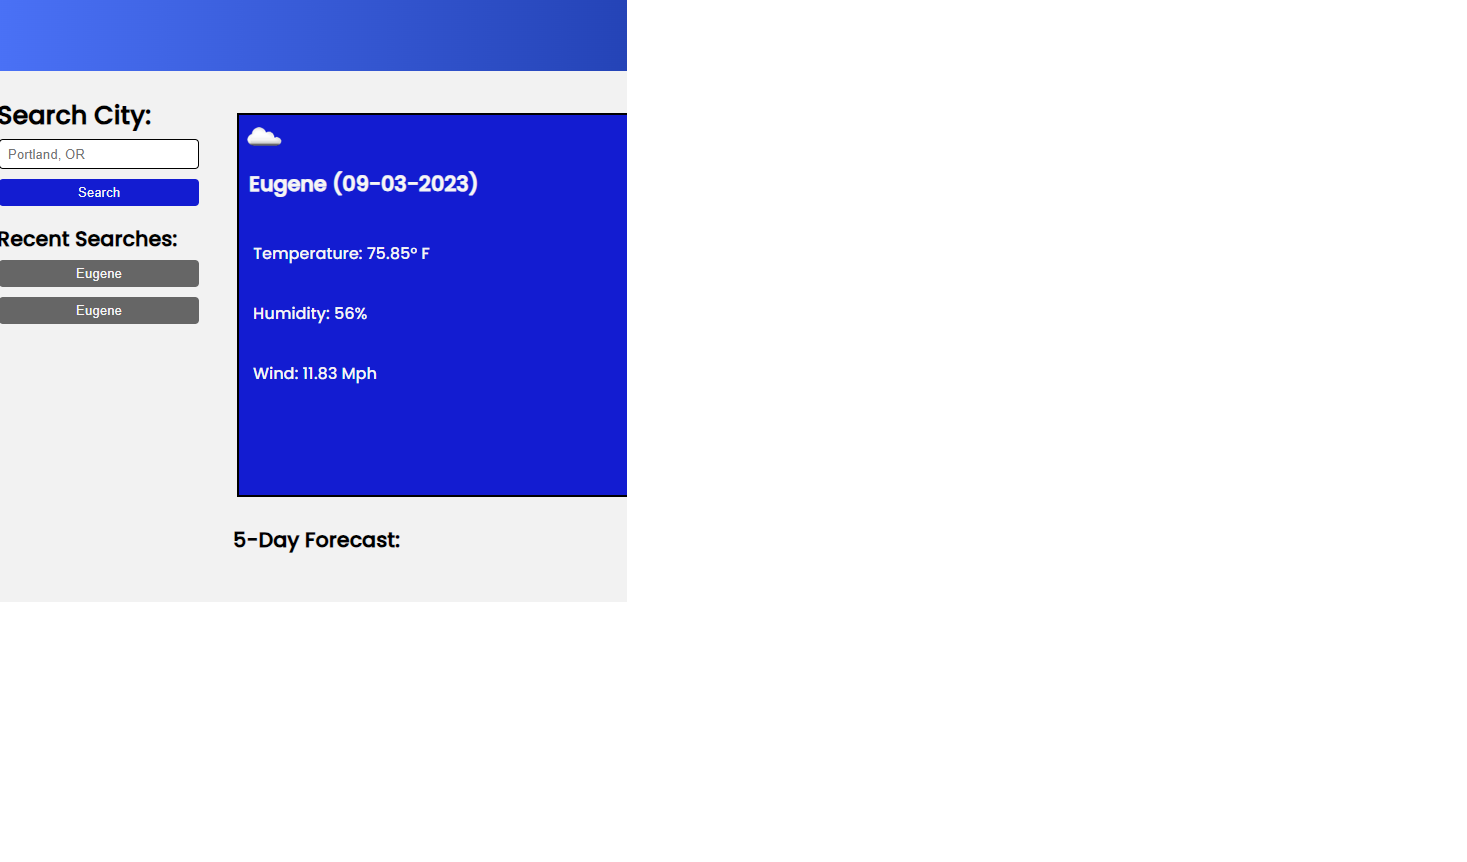 Search City:
Portland, OR
Search
Recent Searches:
Eugene
Eugene
Eugene (09-03-2023)
Temperature: 75.85° F
Humidity: 56%
Wind: 11.83 Mph
5-Day Forecast: